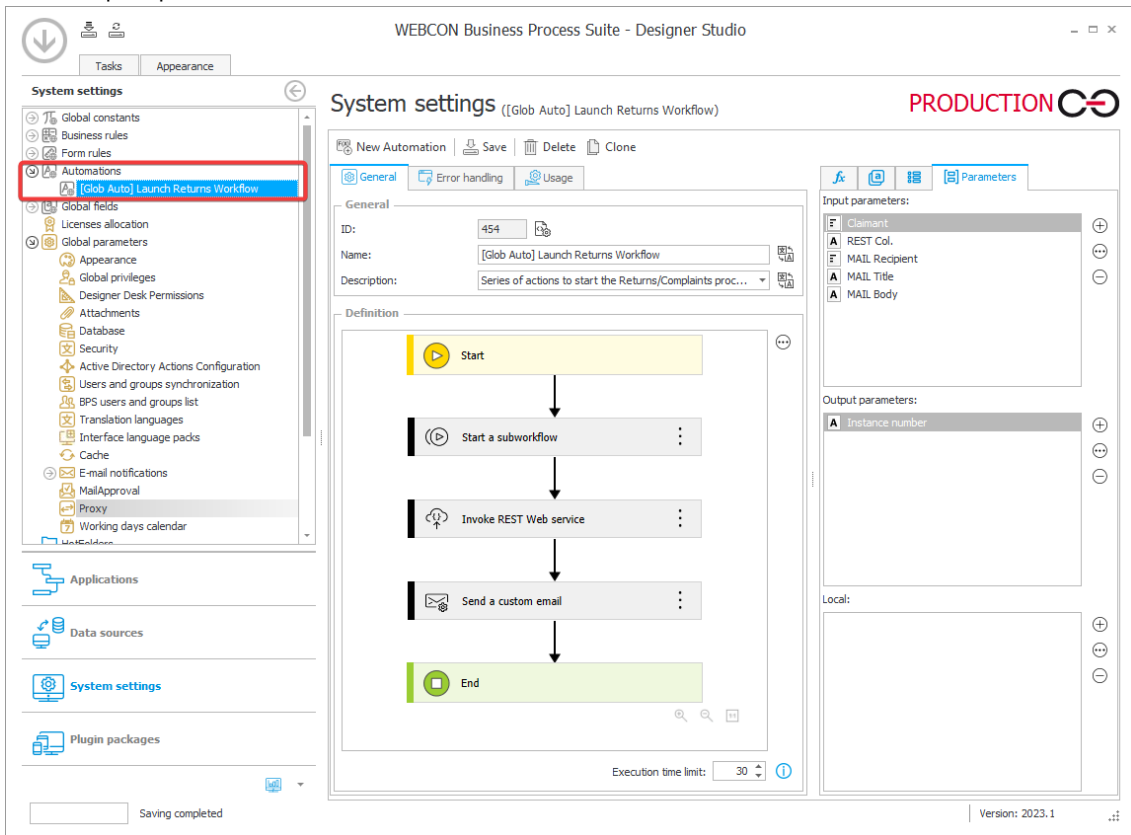 WEBCON Business Process Suite - Designer Studio
Tasks
Appearance
System settings
Global constants
Business rules
Form rules
Automations
[Glob Auto] Launch Returns Workflow
Global fields
Licenses allocation
Global parameters
Appearance
Global privileges
Designer Desk Permissions
Attachments
Database
Security
Active Directory Actions Configuration
Users and groups synchronization
BPS users and groups list
Translation languages
Interface language packs
Cache
E-mail notifications
MailApproval
Proxy
Working days calendar
HotFolders
Applications
Data sources
System settings
Plugin packages
System settings ([Glob Auto] Launch Returns Workflow)
PRODUCTION
New Automation
Save
Delete
Clone
General
Error handling
Usage
General
ID:
454
Name:
[Glob Auto] Launch Returns Workflow
Description:
Series of actions to start the Returns/Complaints proc...
Definition
Start
Start a subworkflow
Invoke REST Web service
Send a custom email
End
Execution time limit:
30
Parameters
Input parameters:
Claimant
REST Col.
MAIL Recipient
MAIL Title
MAIL Body
Output parameters:
Instance number
Local:
Saving completed
Version: 2023.1